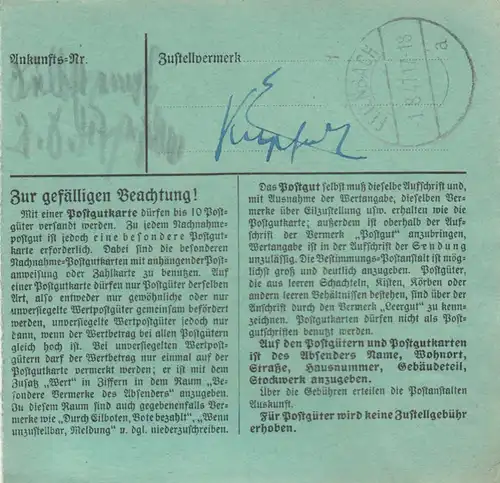 Ankunfts-Nr.
Zustellvermerk
1.8.41.17-18
a
Zur gefälligen Beachtung!
Mit einer Postgutkarte dürfen bis 10 Post-
güter versandt werden. Zu jedem Nachnahme-
postgut ist jedoch eine besondere Postgut-
karte erforderlich. Dabei sind die besonderen
Nachnahme-Postgutkarten mit anhängender Post-
anweisung oder Zahlkarte zu benutzen. Auf
einer Postgutkarte dürfen nur Postgüter derselben
Art, also entweder nur gewöhnliche oder nur
unversiegelte Wertpostgüter gemeinsam befördert
werden, unversiegelte Wertpostgüter jedoch nur
dann, wenn der Wertbetrag bei allen Postgütern
gleich hoch ist. Bei unversiegelten Wertpost-
gütern darf der Wertbetrag nur einmal auf der
Postgutkarte vermerkt werden; er ist mit dem
Zusatz „Wert“ in Ziffern in dem Raum „Be-
sondere Vermerke des Absenders“ anzugeben.
Zu diesem Raum sind auch gegebenenfalls Ver-
merke wie „Durch Eilboten, Bote bezahlt“, „Wenn
unzustellbar, Meldung“ u. dgl. niederzuschreiben.
Das Postgut selbst muß dieselbe Aufschrift und,
mit Ausnahme der Wertangabe, dieselben Ver-
merke über Eilzustellung usw. erhalten wie die
Postgutkarte; außerdem ist oberhalb der Auf-
schrift der Vermerk „Postgut“ anzubringen,
Wertangabe ist in der Aufschrift der Sendung
unzulässig. Die Bestimmungs-Postanstalt ist mög-
lichst groß und deutlich anzugeben. Postgüter,
die aus leeren Schachteln, Kisten, Körben oder
andern leeren Behältnissen bestehen, sind über der
Anschrift durch den Vermerk „Leergut“ zu kenn-
zeichnen. Postgutkarten dürfen nicht als Post-
gutschriften benutzt werden.
Auf den Postgütern und Postgutkarten
ist des Absenders Name, Wohnort,
Straße, Hausnummer, Gebäudeteil,
Stockwerk anzugeben.
Über die Gebühren erteilen die Postanstalten
Auskunft.
Für Postgüter wird keine Zustellgebühr
erhoben.